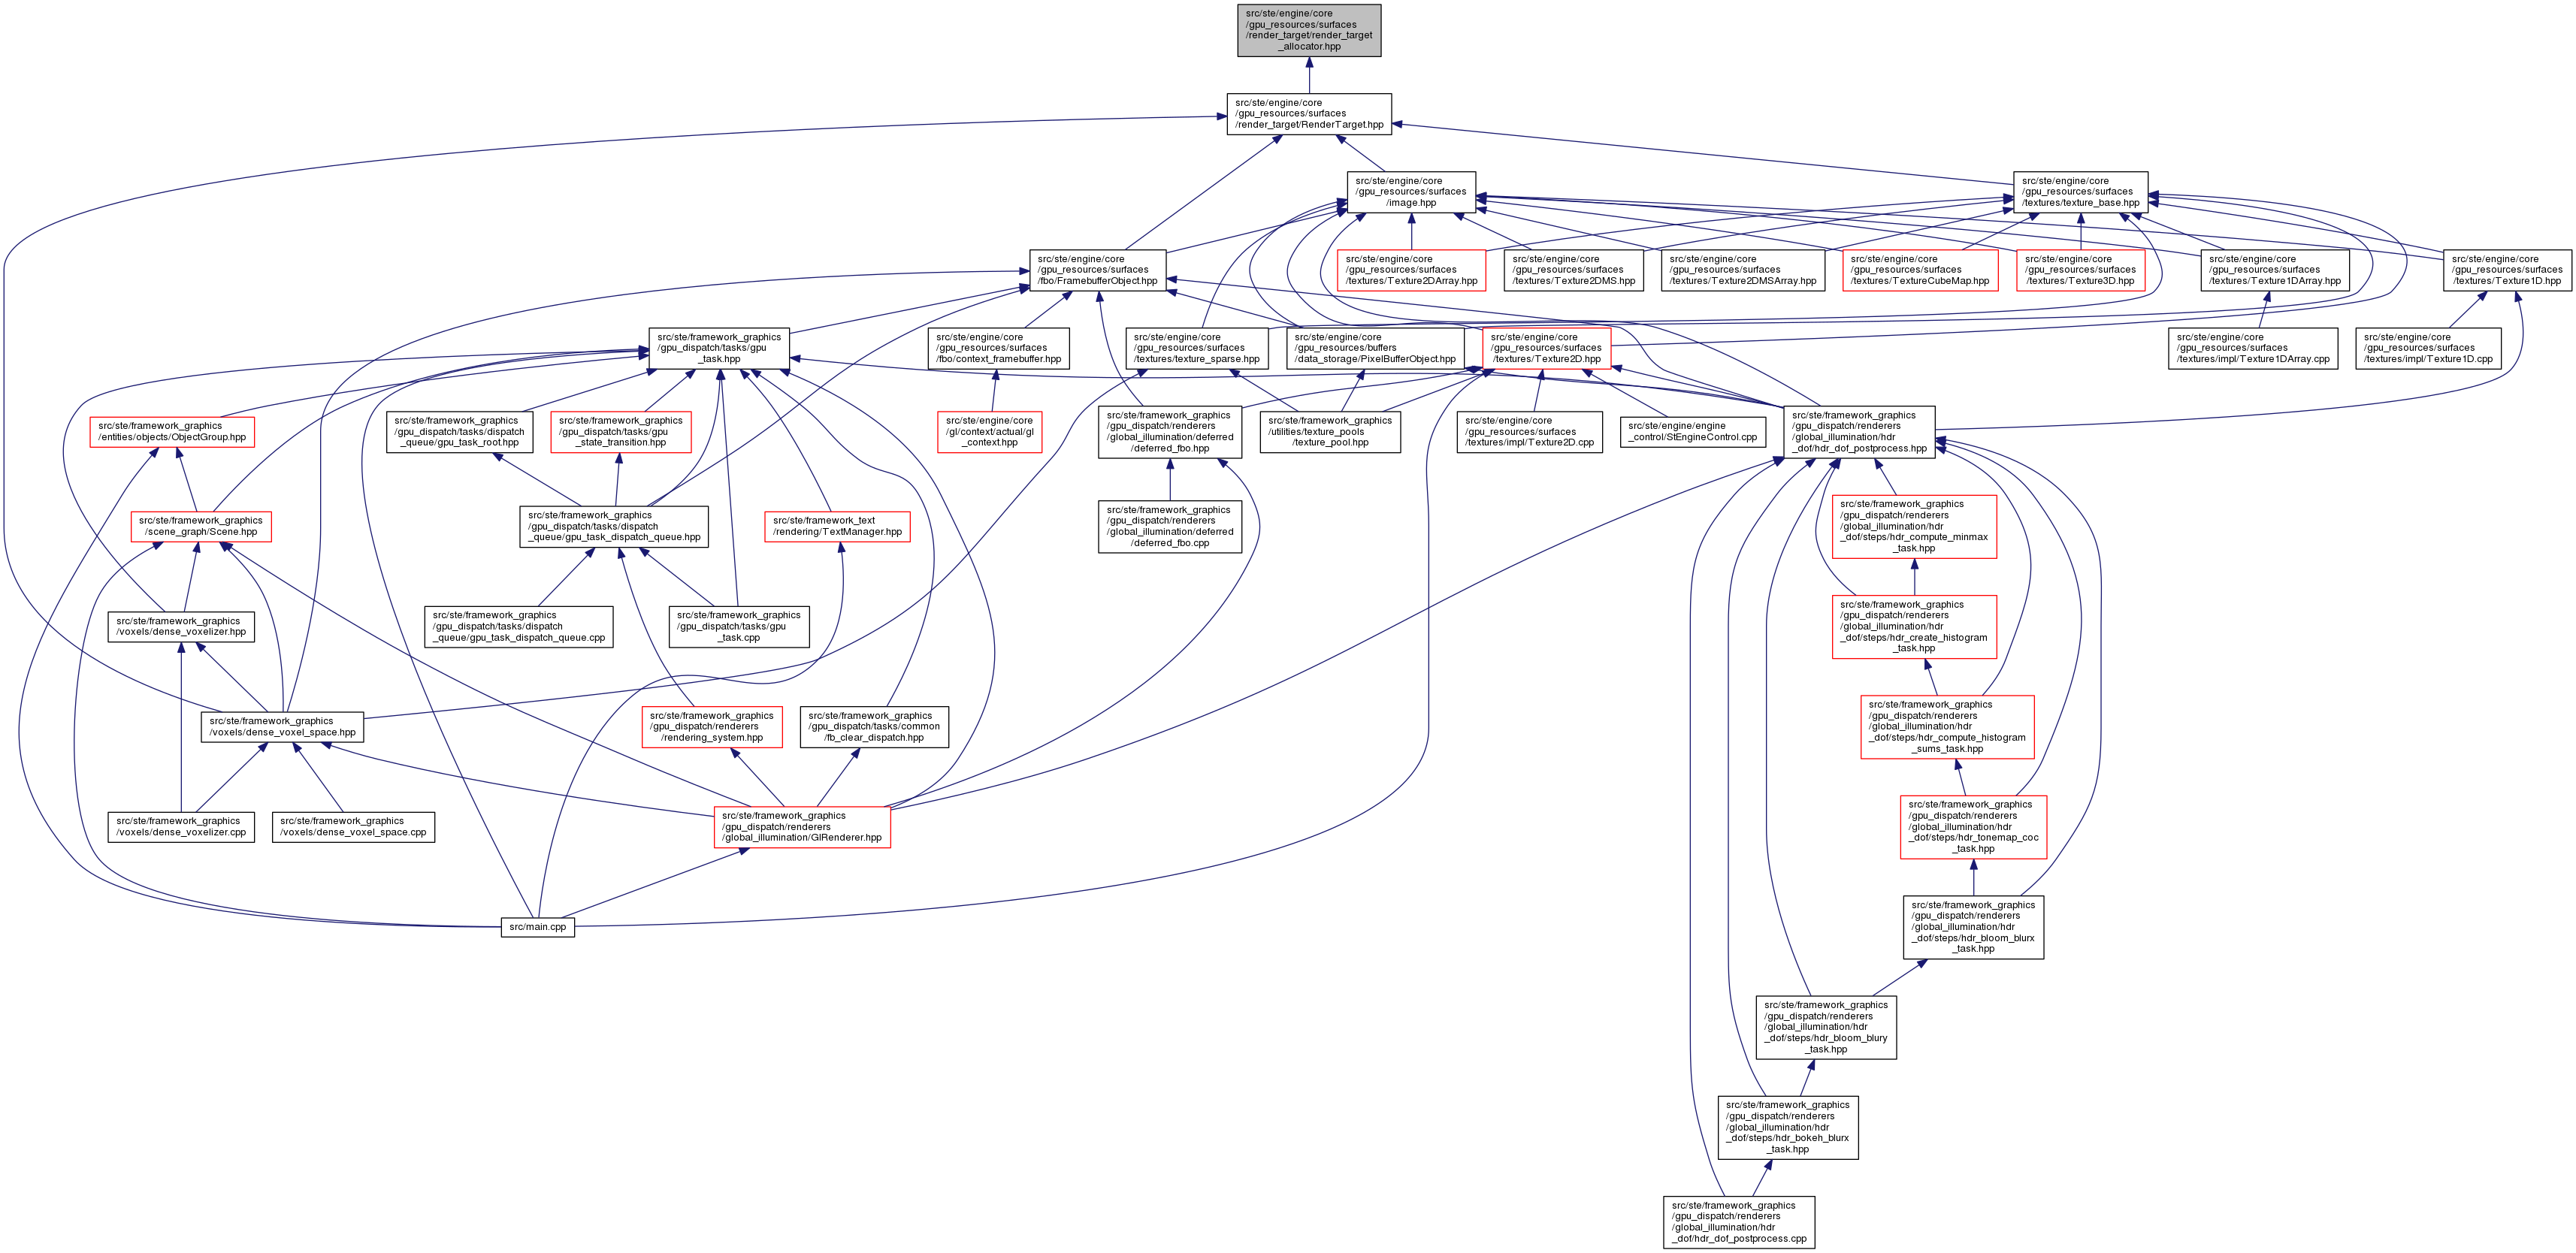 src/ste/engine/core
/gpu_resources/surfaces
/render_target/render_target
_allocator.hpp
src/ste/engine/core
/gpu_resources/surfaces
/render_target/RenderTarget.hpp
src/ste/engine/core
/gpu_resources/surfaces
/image.hpp
src/ste/engine/core
/gpu_resources/surfaces
/textures/texture_base.hpp
src/ste/engine/core
/gpu_resources/surfaces
/fbo/FramebufferObject.hpp
src/ste/engine/core
/gpu_resources/surfaces
/textures/Texture2DArray.hpp
src/ste/engine/core
/gpu_resources/surfaces
/textures/Texture2DMS.hpp
src/ste/engine/core
/gpu_resources/surfaces
/textures/Texture2DMSArray.hpp
src/ste/engine/core
/gpu_resources/surfaces
/textures/TextureCubeMap.hpp
src/ste/engine/core
/gpu_resources/surfaces
/textures/Texture3D.hpp
src/ste/engine/core
/gpu_resources/surfaces
/textures/Texture1DArray.hpp
src/ste/engine/core
/gpu_resources/surfaces
/textures/Texture1D.hpp
src/ste/framework_graphics
/gpu_dispatch/tasks/gpu
_task.hpp
src/ste/engine/core
/gpu_resources/surfaces
/fbo/context_framebuffer.hpp
src/ste/engine/core
/gpu_resources/surfaces
/textures/texture_sparse.hpp
src/ste/engine/core
/gpu_resources/buffers
/data_storage/PixelBufferObject.hpp
src/ste/engine/core
/gpu_resources/surfaces
/textures/Texture2D.hpp
src/ste/engine/core
/gpu_resources/surfaces
/textures/impl/Texture1DArray.cpp
src/ste/engine/core
/gpu_resources/surfaces
/textures/impl/Texture1D.cpp
src/ste/framework_graphics
/entities/objects/ObjectGroup.hpp
src/ste/framework_graphics
/gpu_dispatch/tasks/dispatch
_queue/gpu_task_root.hpp
src/ste/framework_graphics
/gpu_dispatch/tasks/gpu
_state_transition.hpp
src/ste/engine/core
/gl/context/actual/gl
_context.hpp
src/ste/framework_graphics
/gpu_dispatch/renderers
/global_illumination/deferred
/deferred_fbo.hpp
src/ste/framework_graphics
/utilities/texture_pools
/texture_pool.hpp
src/ste/engine/core
/gpu_resources/surfaces
/textures/impl/Texture2D.cpp
src/ste/engine/engine
_control/StEngineControl.cpp
src/ste/framework_graphics
/gpu_dispatch/renderers
/global_illumination/hdr
_dof/hdr_dof_postprocess.hpp
src/ste/framework_graphics
/scene_graph/Scene.hpp
src/ste/framework_graphics
/gpu_dispatch/tasks/dispatch
_queue/gpu_task_dispatch_queue.hpp
src/ste/framework_text
/rendering/TextManager.hpp
src/ste/framework_graphics
/gpu_dispatch/renderers
/global_illumination/deferred
/deferred_fbo.cpp
src/ste/framework_graphics
/gpu_dispatch/renderers
/global_illumination/hdr
_dof/steps/hdr_compute_minmax
_task.hpp
src/ste/framework_graphics
/voxels/dense_voxelizer.hpp
src/ste/framework_graphics
/gpu_dispatch/tasks/dispatch
_queue/gpu_task_dispatch_queue.cpp
src/ste/framework_graphics
/gpu_dispatch/tasks/gpu
_task.cpp
src/ste/framework_graphics
/gpu_dispatch/renderers
/global_illumination/hdr
_dof/steps/hdr_create_histogram
_task.hpp
src/ste/framework_graphics
/voxels/dense_voxel_space.hpp
src/ste/framework_graphics
/gpu_dispatch/renderers
/rendering_system.hpp
src/ste/framework_graphics
/gpu_dispatch/tasks/common
/fb_clear_dispatch.hpp
src/ste/framework_graphics
/gpu_dispatch/renderers
/global_illumination/hdr
_dof/steps/hdr_compute_histogram
_sums_task.hpp
src/ste/framework_graphics
/voxels/dense_voxelizer.cpp
src/ste/framework_graphics
/voxels/dense_voxel_space.cpp
src/ste/framework_graphics
/gpu_dispatch/renderers
/global_illumination/GIRenderer.hpp
src/ste/framework_graphics
/gpu_dispatch/renderers
/global_illumination/hdr
_dof/steps/hdr_tonemap_coc
_task.hpp
src/main.cpp
src/ste/framework_graphics
/gpu_dispatch/renderers
/global_illumination/hdr
_dof/steps/hdr_bloom_blurx
_task.hpp
src/ste/framework_graphics
/gpu_dispatch/renderers
/global_illumination/hdr
_dof/steps/hdr_bloom_blury
_task.hpp
src/ste/framework_graphics
/gpu_dispatch/renderers
/global_illumination/hdr
_dof/steps/hdr_bokeh_blurx
_task.hpp
src/ste/framework_graphics
/gpu_dispatch/renderers
/global_illumination/hdr
_dof/hdr_dof_postprocess.cpp